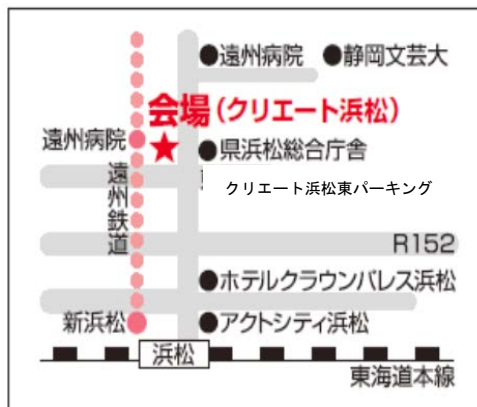 ●遠州病院 ●静岡文芸大
会場(クリエート浜松)
遠州病院
★
●県浜松総合庁舎
クリエート浜松東パーキング
遠州鉄道
R152
●ホテルクラウンパレス浜松
新浜松
●アクトシティ浜松
浜松
東海道本線